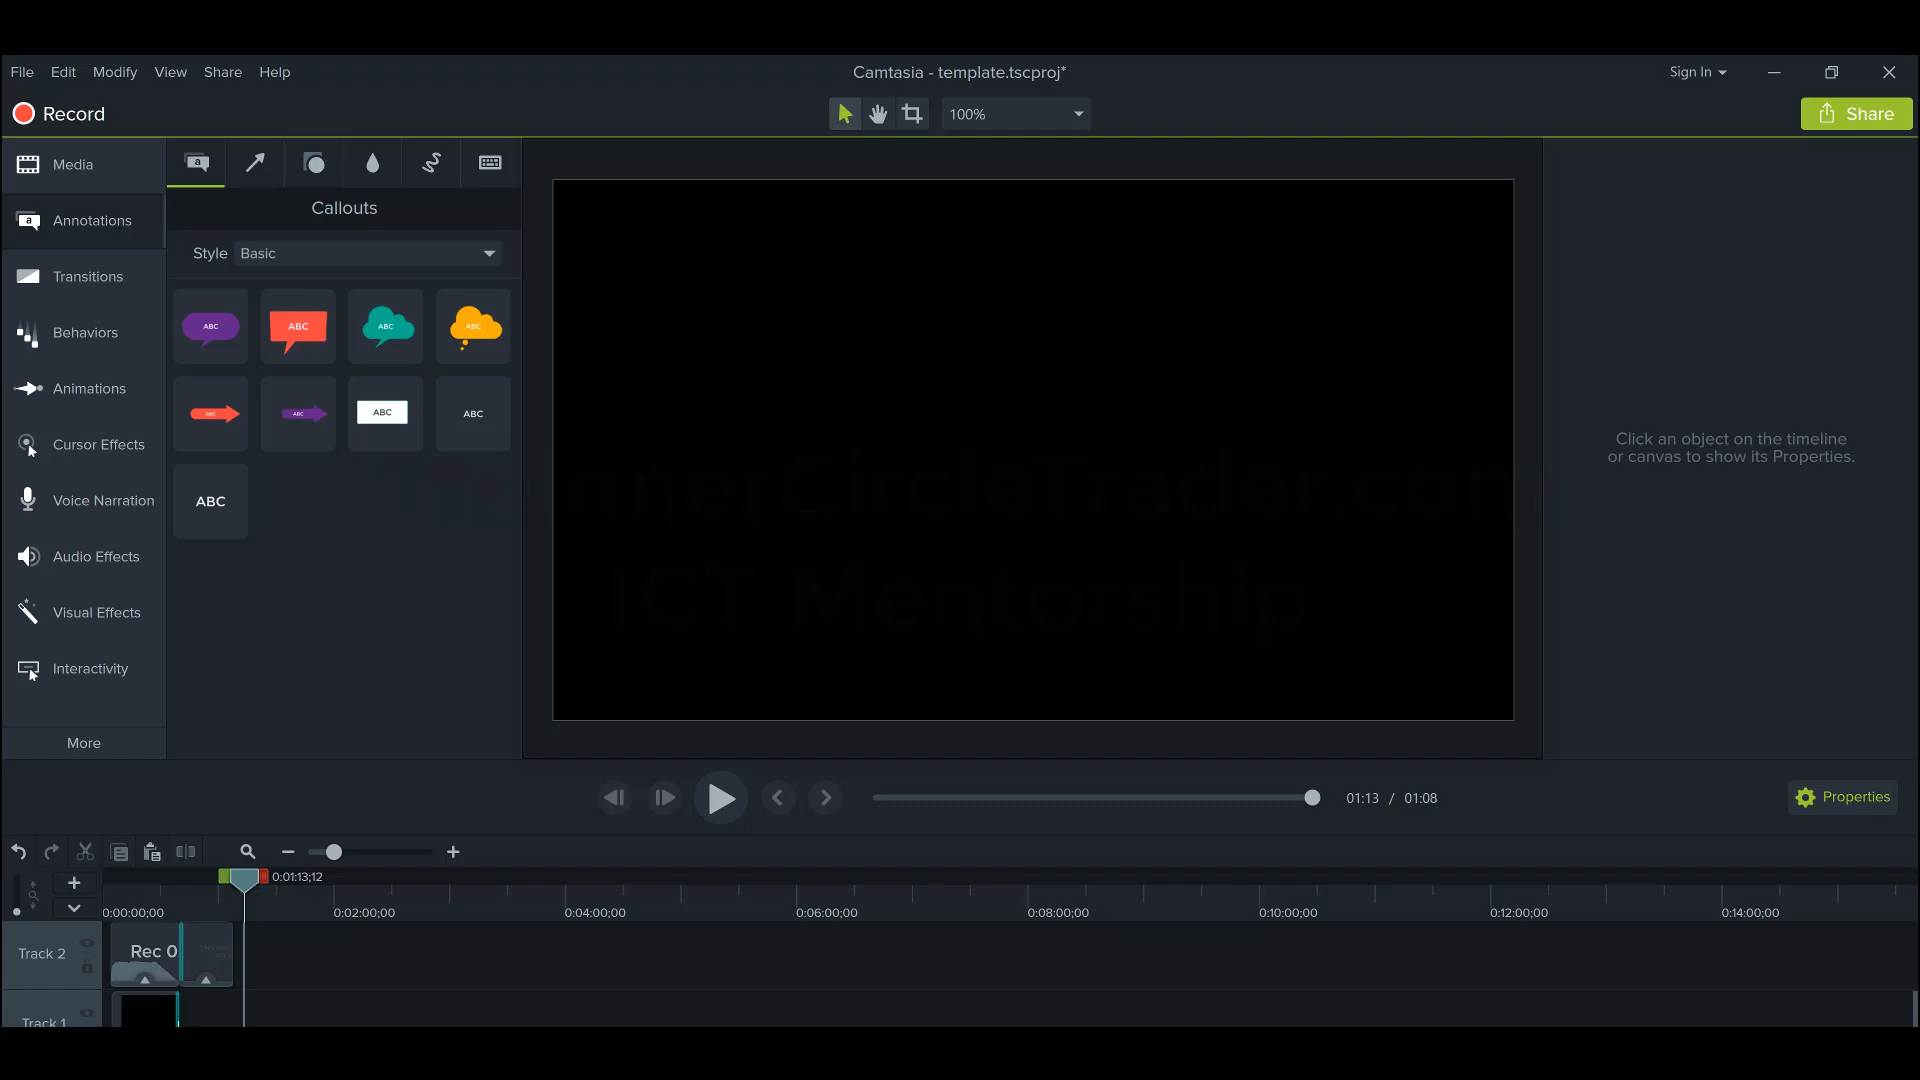 File Edit Modify View Share Help
Camtasia - template.tscproj*
Sign In
Record
100%
Share
Media
Annotations
Transitions
Behaviors
Animations
Cursor Effects
Voice Narration
Audio Effects
Visual Effects
Interactivity
More
a
Callouts
Style Basic
ABC ABC ABC ABC
ABC ABC ABC ABC
ABC
InnerCircleTrader.com
ICT Mentorship
Click an object on the timeline
or canvas to show its Properties.
01:13 / 01:08
Properties
0:01:13;12
0:00:00;00 0:02:00;00 0:04:00;00 0:06:00;00 0:08:00;00 0:10:00;00 0:12:00;00 0:14:00;00
Track 2
Rec 0
Track 1